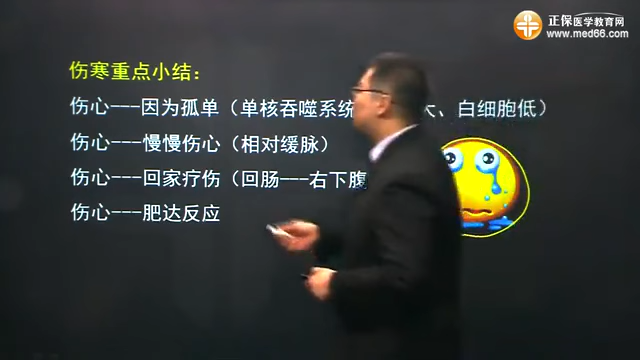 正保医学教育网
www.med66.com
伤寒重点小结：
伤心---因为孤单（单核吞噬系统 大、白细胞低）
伤心---慢慢伤心（相对缓脉）
伤心---回家疗伤（回肠---右下腹
伤心---肥达反应